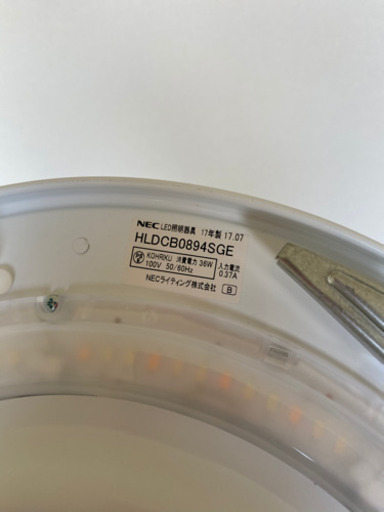 NEC LED照明器具 17年製 17.07
HLDCB0894SGE
KOHRIKU 消費電力 36W 入力電流
100V 50/60Hz 0.37A
NECライティング株式会社 B